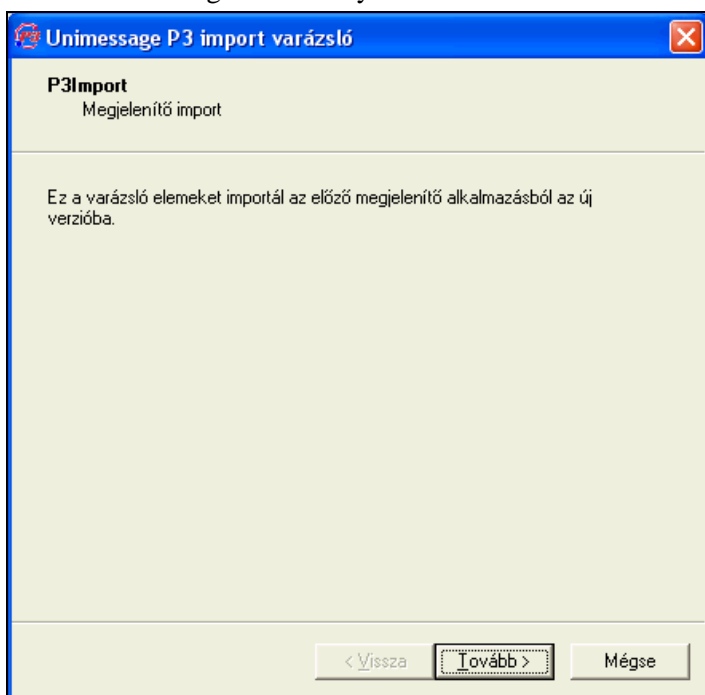 Unimessage P3 import varázsló
P3Import
Megjelenítő import
Ez a varázsló elemeket importál az előző megjelenítő alkalmazásból az új
verzióba.
< Vissza Tovább > Mégse